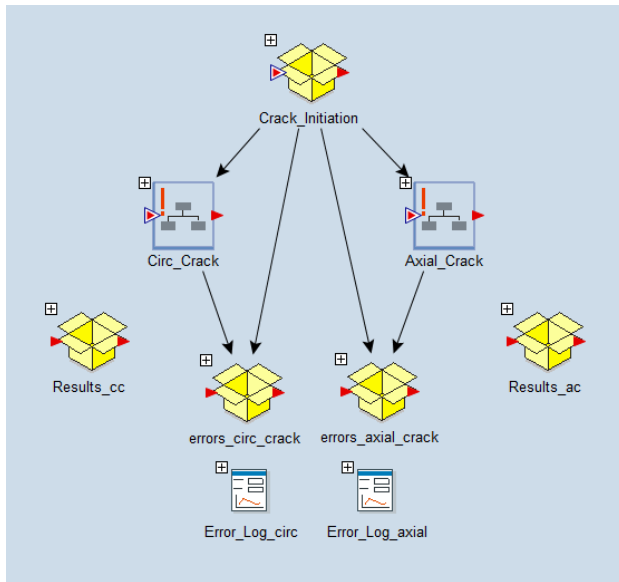 Crack_Initiation
Circ_Crack
Axial_Crack
Results_cc
Results_ac
errors_circ_crack
errors_axial_crack
Error_Log_circ
Error_Log_axial